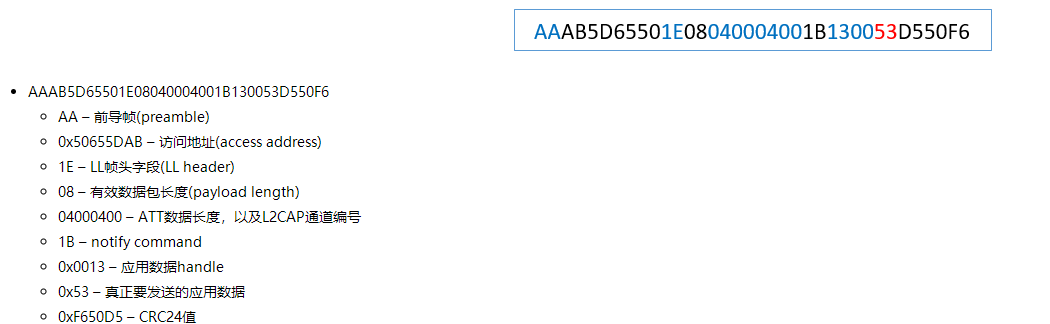 AAAB5D65501E08040004001B130053D550F6
AAAB5D65501E08040004001B130053D550F6
AA – 前导帧(preamble)
0x50655DAB – 访问地址(access address)
1E – LL帧头字段(LL header)
08 – 有效数据包长度(payload length)
04000400 – ATT数据长度，以及L2CAP通道编号
1B – notify command
0x0013 – 应用数据handle
0x53 – 真正要发送的应用数据
0xF650D5 – CRC24值